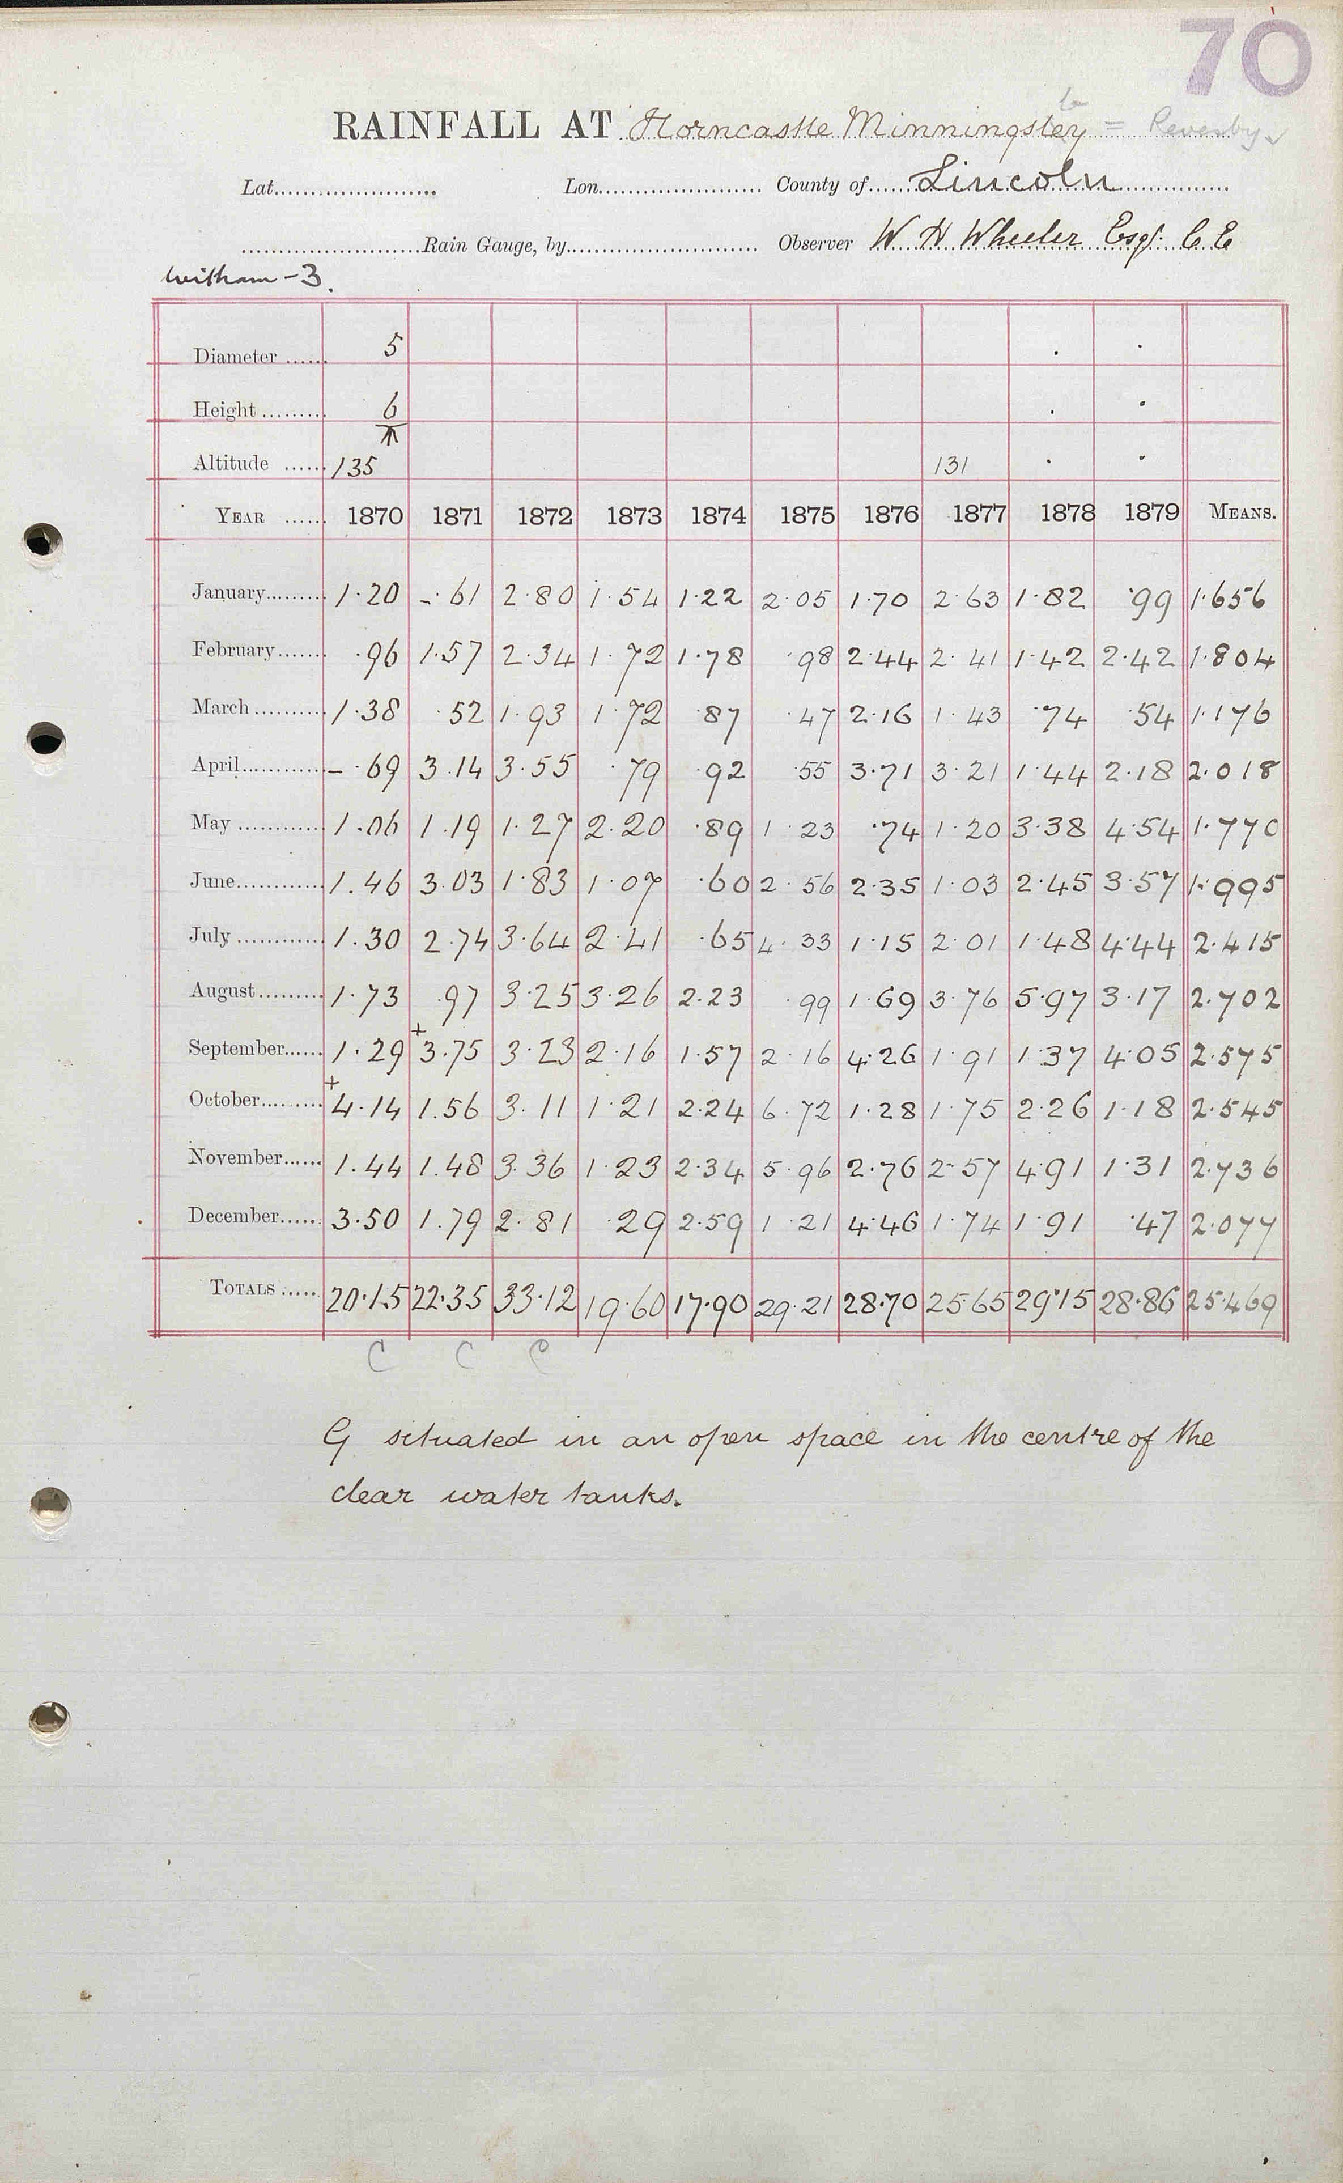 70
RAINFALL AT Horncastle Minningsby = Revesby
Lat. Lon. County of Lincoln
Rain Gauge, by Observer W H Wheeler Esq. C E
Witham - 3.
Diameter 5
Height 6
Altitude 135 131
YEAR 1870 1871 1872 1873 1874 1875 1876 1877 1878 1879 MEANS.
January 1·20 -·61 2·80 1·54 1·22 2·05 1·70 2·63 1·82 ·99 1·656
February ·96 1·57 2·34 1·72 1·78 ·98 2·44 2·41 1·42 2·42 1·804
March 1·38 ·52 1·93 1·72 ·87 ·47 2·16 1·43 ·74 ·54 1·176
April -·69 3·14 3·55 ·79 ·92 ·55 3·71 3·21 1·44 2·18 2·018
May 1·06 1·19 1·27 2·20 ·89 1·23 ·74 1·20 3·38 4·54 1·770
June 1·46 3·03 1·83 1·07 ·60 2·56 2·35 1·03 2·45 3·57 1·995
July 1·30 2·74 3·64 2·41 ·65 4·33 1·15 2·01 1·48 4·44 2·415
August 1·73 ·97 3·25 3·26 2·23 ·99 1·69 3·76 5·97 3·17 2·702
September 1·29 +3·75 3·23 2·16 1·57 2·16 4·26 1·91 1·37 4·05 2·575
October +4·14 1·56 3·11 1·21 2·24 6·72 1·28 1·75 2·26 1·18 2·545
November 1·44 1·48 3·36 1·23 2·34 5·96 2·76 2·57 4·91 1·31 2·736
December 3·50 1·79 2·81 ·29 2·59 1·21 4·46 1·74 1·91 ·47 2·077
TOTALS 20·15 22·35 33·12 19·60 17·90 29·21 28·70 25·65 29·15 28·86 25·469
C C C
G situated in an open space in the centre of the
clear water tanks.